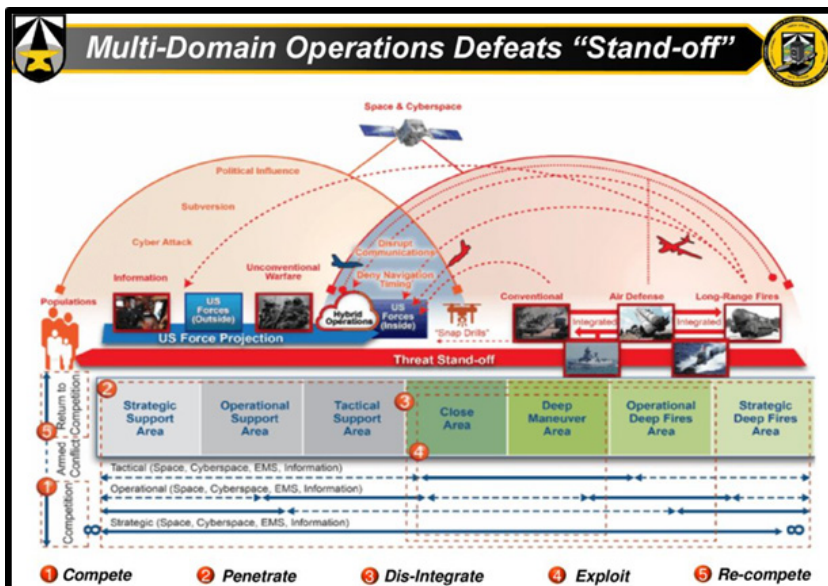 Multi-Domain Operations Defeats “Stand-off”
Space & Cyberspace
Political Influence
Subversion
Cyber Attack
Disrupt
Communications
Deny Navigation
Timing
Information
Unconventional
Warfare
Populations
US
Forces
(Outside)
Hybrid
Operations
US
Forces
(Inside)
US Force Projection
"Snap Drills"
Conventional
Air Defense
Long-Range Fires
Integrated
Integrated
Threat Stand-off
Return to
Competition
Armed
Conflict
Competition
5
1
2
3
4
Strategic
Support
Area
Operational
Support
Area
Tactical
Support
Area
Close
Area
Deep
Maneuver
Area
Operational
Deep Fires
Area
Strategic
Deep Fires
Area
Tactical (Space, Cyberspace, EMS, Information)
Operational (Space, Cyberspace, EMS, Information)
Strategic (Space, Cyberspace, EMS, Information)
∞
∞
1 Compete
2 Penetrate
3 Dis-Integrate
4 Exploit
5 Re-compete